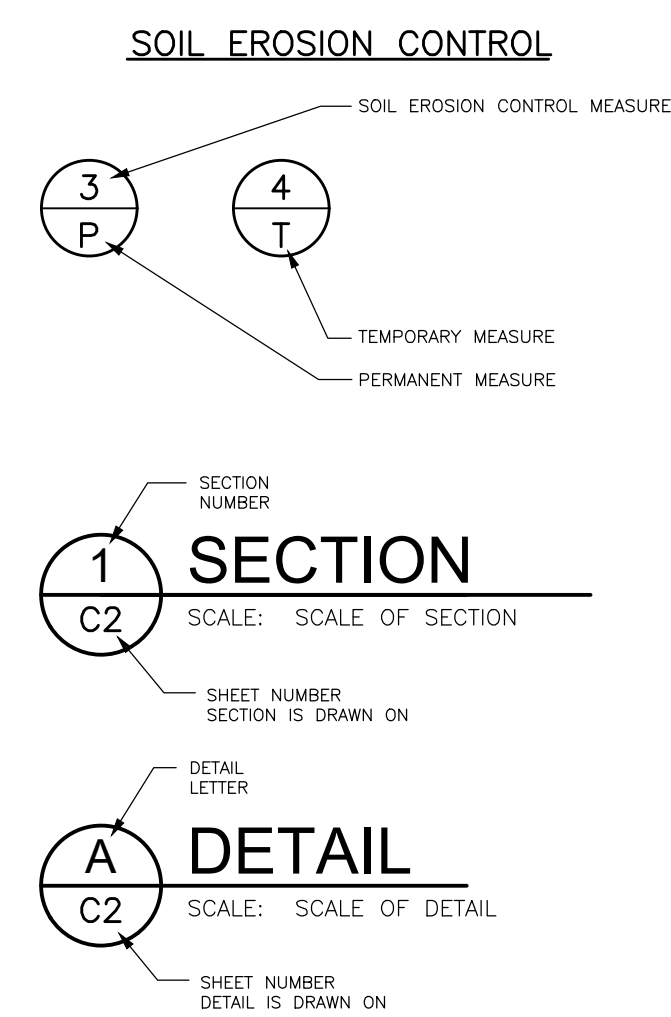 SOIL EROSION CONTROL
SOIL EROSION CONTROL MEASURE
3
P
4
T
TEMPORARY MEASURE
PERMANENT MEASURE
SECTION
NUMBER
1
SECTION
C2
SCALE: SCALE OF SECTION
SHEET NUMBER
SECTION IS DRAWN ON
DETAIL
LETTER
A
DETAIL
C2
SCALE: SCALE OF DETAIL
SHEET NUMBER
DETAIL IS DRAWN ON